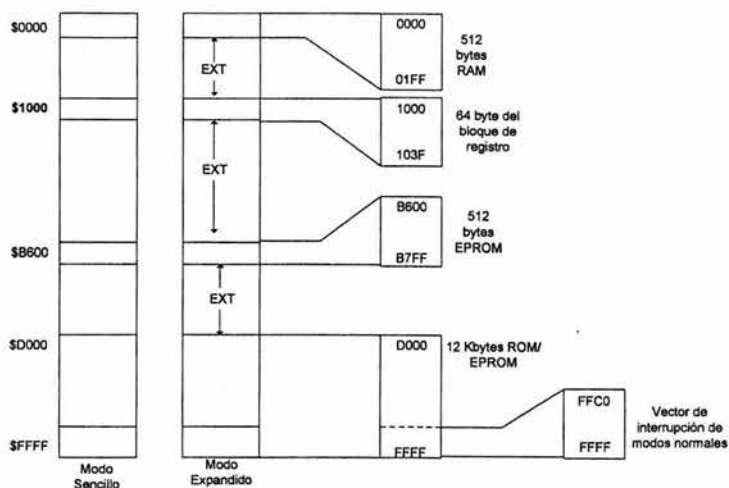 $0000
0000
512
bytes
RAM
EXT
01FF
$1000
1000
64 byte del
bloque de
registro
103F
EXT
B600
512
bytes
EPROM
$B600
B7FF
EXT
$D000
D000
12 Kbytes ROM/
EPROM
FFC0
Vector de
interrupción de
modos normales
$FFFF
FFFF
FFFF
Modo
Sencillo
Modo
Expandido